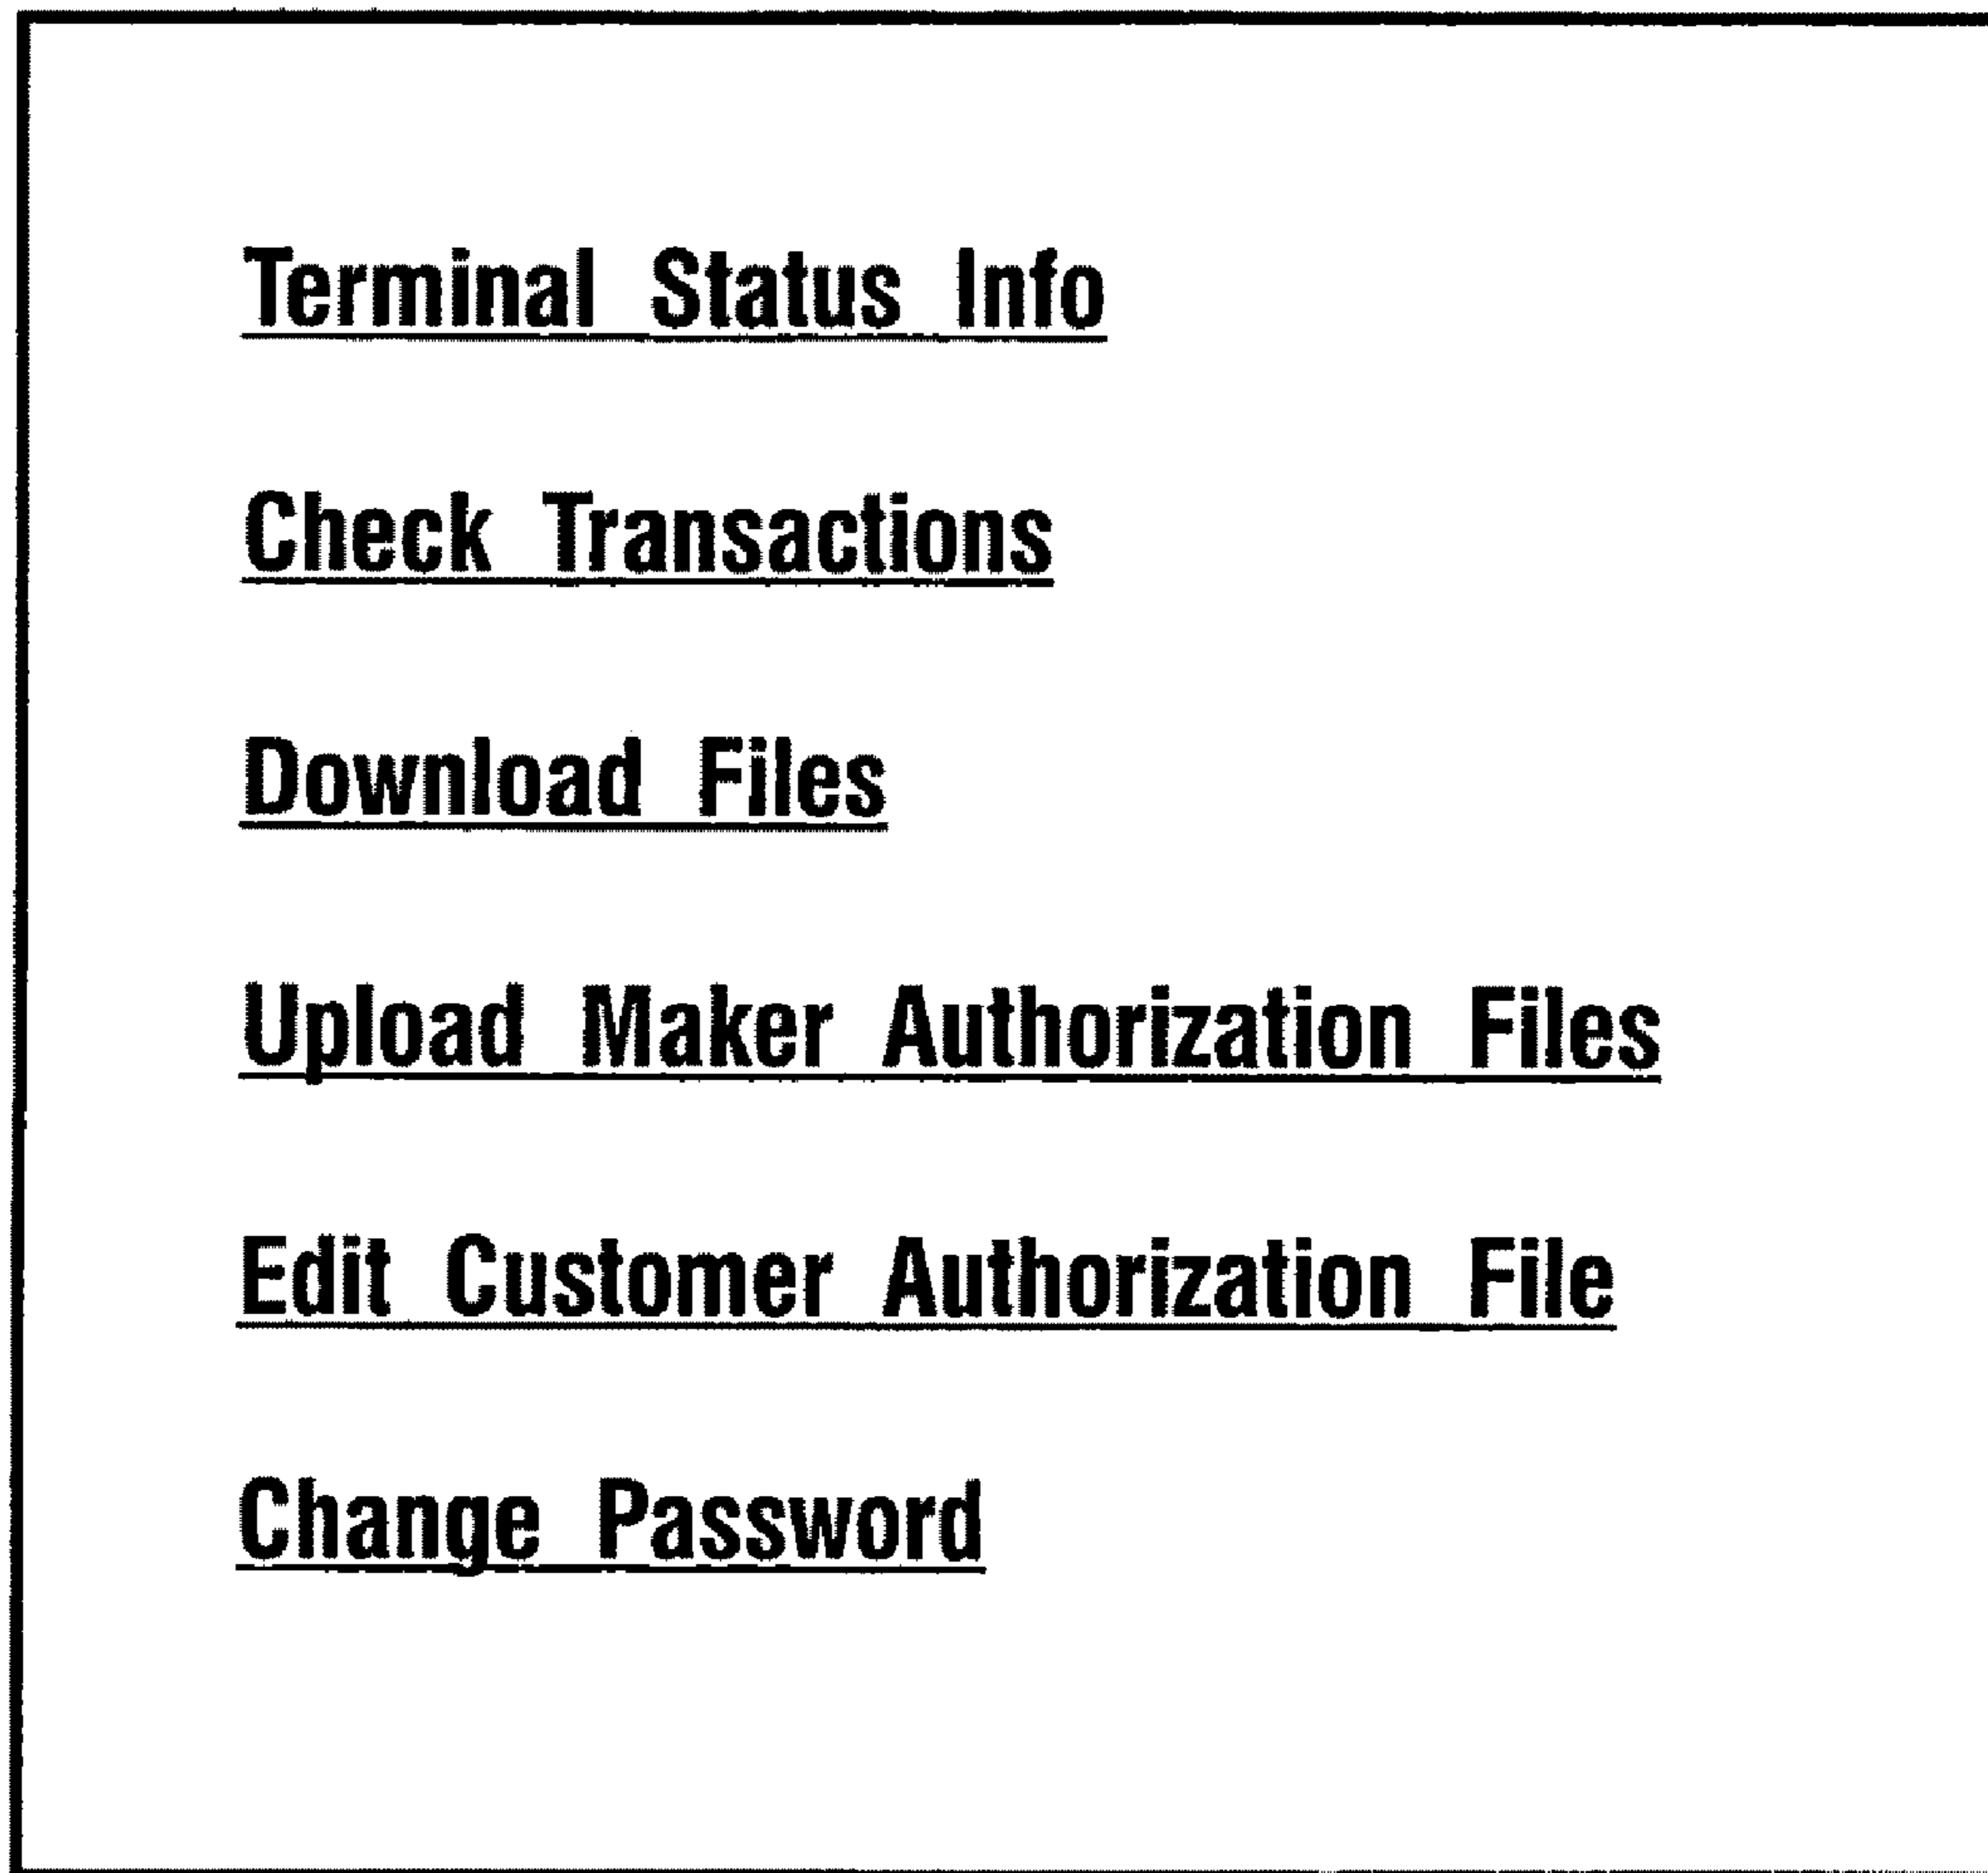 Terminal Status Info
Check Transactions
Download Files
Upload Maker Authorization Files
Edit Customer Authorization File
Change Password